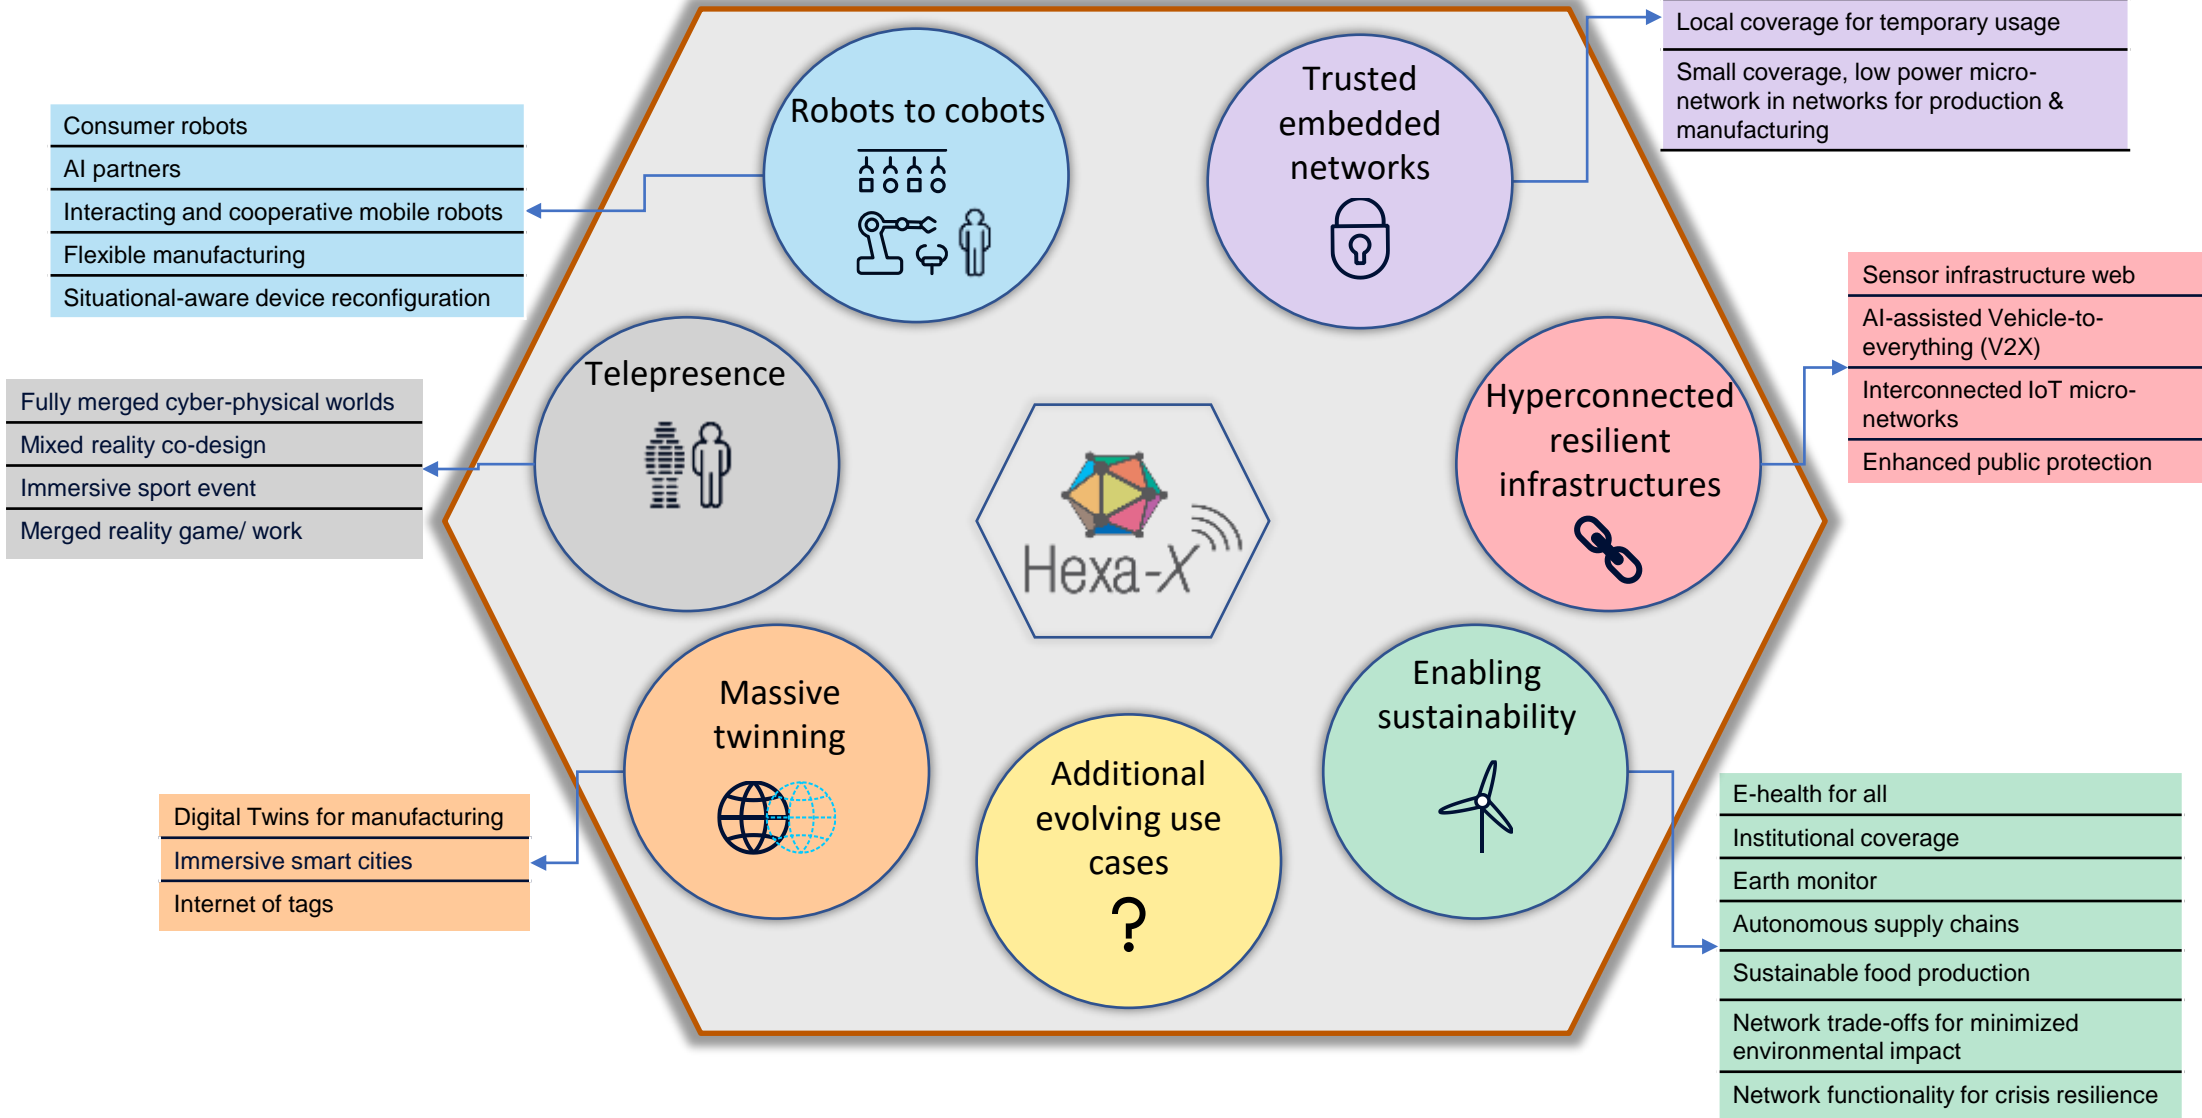 Local coverage for temporary usage
Small coverage, low power micro-
network in networks for production &
manufacturing
Robots to cobots
Trusted
embedded
networks
Consumer robots
AI partners
Interacting and cooperative mobile robots
Flexible manufacturing
Situational-aware device reconfiguration
Sensor infrastructure web
AI-assisted Vehicle-to-
everything (V2X)
Interconnected IoT micro-
networks
Enhanced public protection
Telepresence
Hyperconnected
resilient
infrastructures
Fully merged cyber-physical worlds
Mixed reality co-design
Immersive sport event
Merged reality game/ work
Hexa-X
Massive
twinning
Enabling
sustainability
Additional
evolving use
cases
?
Digital Twins for manufacturing
Immersive smart cities
Internet of tags
E-health for all
Institutional coverage
Earth monitor
Autonomous supply chains
Sustainable food production
Network trade-offs for minimized
environmental impact
Network functionality for crisis resilience